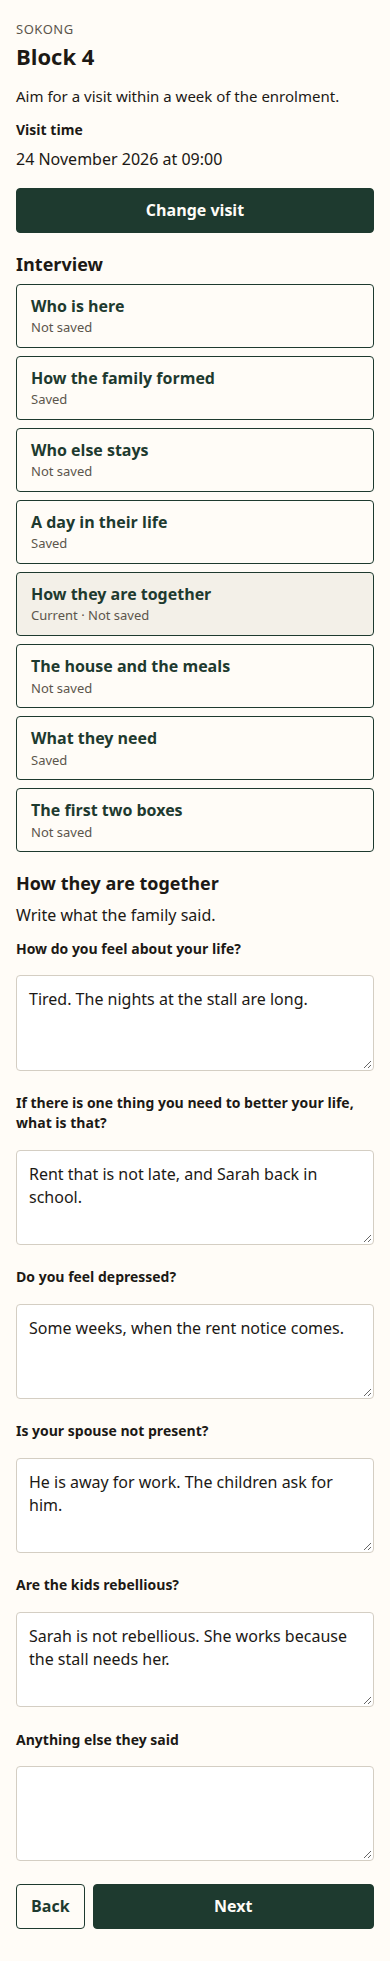 SOKONG
Block 4
Aim for a visit within a week of the enrolment.
Visit time
24 November 2026 at 09:00
Change visit
Interview
Who is here
Not saved
How the family formed
Saved
Who else stays
Not saved
A day in their life
Saved
How they are together
Current · Not saved
The house and the meals
Not saved
What they need
Saved
The first two boxes
Not saved
How they are together
Write what the family said.
How do you feel about your life?
Tired. The nights at the stall are long.
If there is one thing you need to better your life,
what is that?
Rent that is not late, and Sarah back in
school.
Do you feel depressed?
Some weeks, when the rent notice comes.
Is your spouse not present?
He is away for work. The children ask for
him.
Are the kids rebellious?
Sarah is not rebellious. She works because
the stall needs her.
Anything else they said
Back
Next